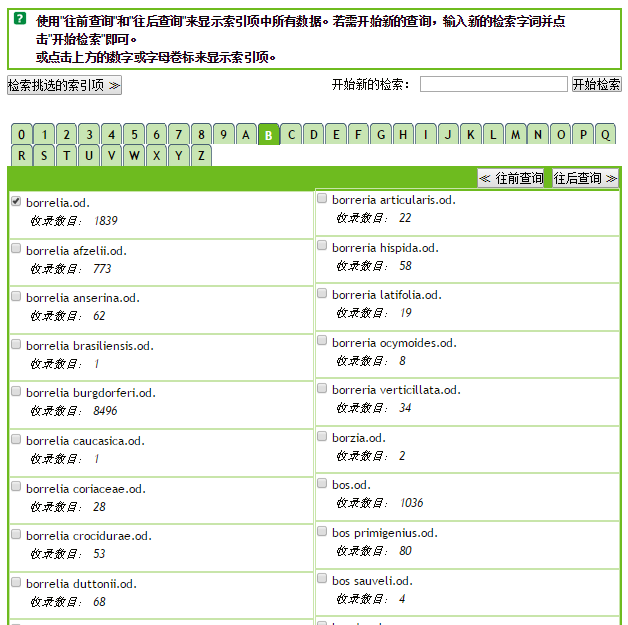 使用"往前查询"和"往后查询"来显示索引项中所有数据。若需开始新的查询，输入新的检索字词并点
击"开始检索"即可。
或点击上方的数字或字母卷标来显示索引项。
检索挑选的索引项 ≫
开始新的检索：
开始检索
0 1 2 3 4 5 6 7 8 9 A B C D E F G H I J K L M N O P Q
R S T U V W X Y Z
≪ 往前查询 往后查询 ≫
borrelia.od.
收录数目： 1839
borrelia afzelii.od.
收录数目： 773
borrelia anserina.od.
收录数目： 62
borrelia brasiliensis.od.
收录数目： 1
borrelia burgdorferi.od.
收录数目： 8496
borrelia caucasica.od.
收录数目： 1
borrelia coriaceae.od.
收录数目： 28
borrelia crocidurae.od.
收录数目： 53
borrelia duttonii.od.
收录数目： 68
borreria articularis.od.
收录数目： 22
borreria hispida.od.
收录数目： 58
borreria latifolia.od.
收录数目： 19
borreria ocymoides.od.
收录数目： 8
borreria verticillata.od.
收录数目： 34
borzia.od.
收录数目： 2
bos.od.
收录数目： 1036
bos primigenius.od.
收录数目： 80
bos sauveli.od.
收录数目： 4